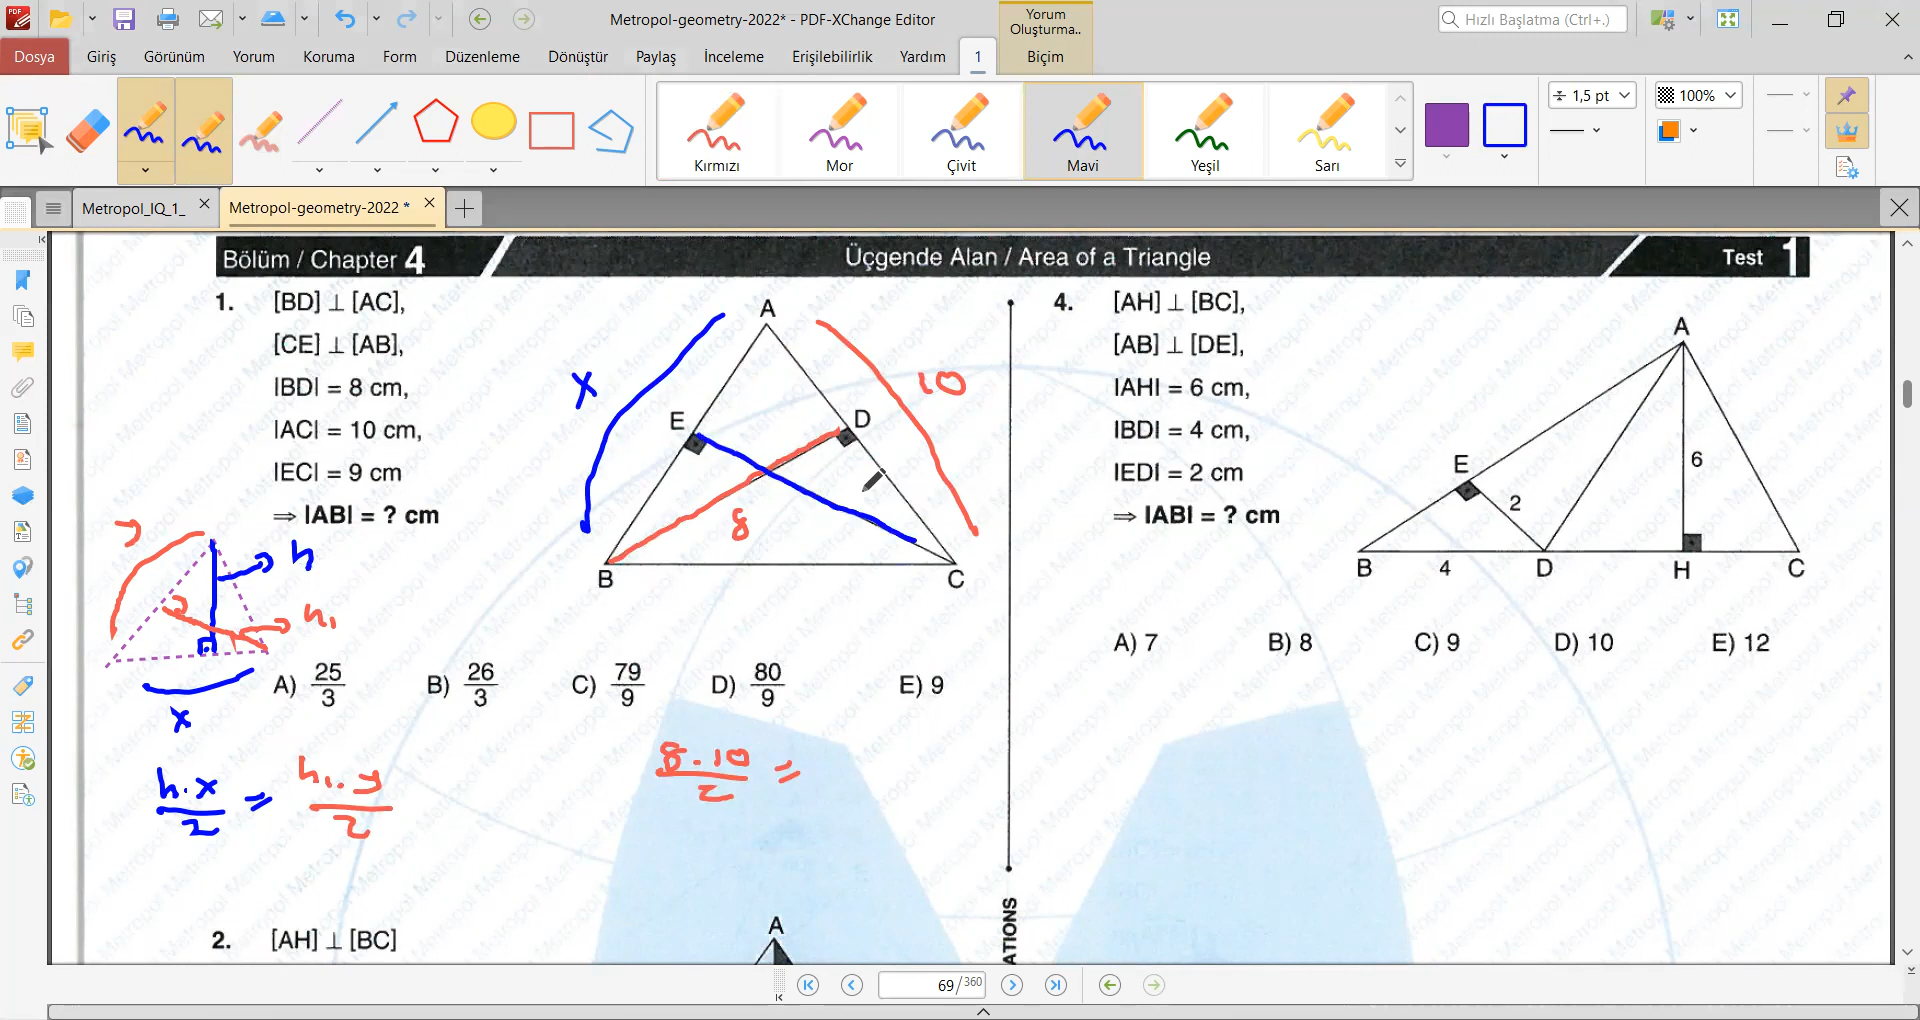 Metropol-geometry-2022* - PDF-XChange Editor
Yorum
Oluşturma..
Hızlı Başlatma (Ctrl+.)
Dosya Giriş Görünüm Yorum Koruma Form Düzenleme Dönüştür Paylaş İnceleme Erişilebilirlik Yardım 1 Biçim
1,5 pt
100%
Kırmızı Mor Çivit Mavi Yeşil Sarı
Metropol_IQ_1_ Metropol-geometry-2022 *
Bölüm / Chapter 4 Üçgende Alan / Area of a Triangle Test 1
1. [BD] ⊥ [AC],
[CE] ⊥ [AB],
|BD| = 8 cm,
|AC| = 10 cm,
|EC| = 9 cm
⇒ |AB| = ? cm
A
E
D
B
C
x
10
8
y
h
h₁
x
A) 25/3 B) 26/3 C) 79/9 D) 80/9 E) 9
h.x/2 = h₁.y/2
8.10/2 =
2. [AH] ⊥ [BC]
A
ATIONS
4. [AH] ⊥ [BC],
[AB] ⊥ [DE],
|AH| = 6 cm,
|BD| = 4 cm,
|ED| = 2 cm
⇒ |AB| = ? cm
A
E
2
6
B 4 D H C
A) 7 B) 8 C) 9 D) 10 E) 12
69/360